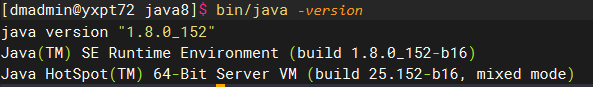 [dmadmin@yxpt72 java8]$ bin/java -version
java version "1.8.0_152"
Java(TM) SE Runtime Environment (build 1.8.0_152-b16)
Java HotSpot(TM) 64-Bit Server VM (build 25.152-b16, mixed mode)